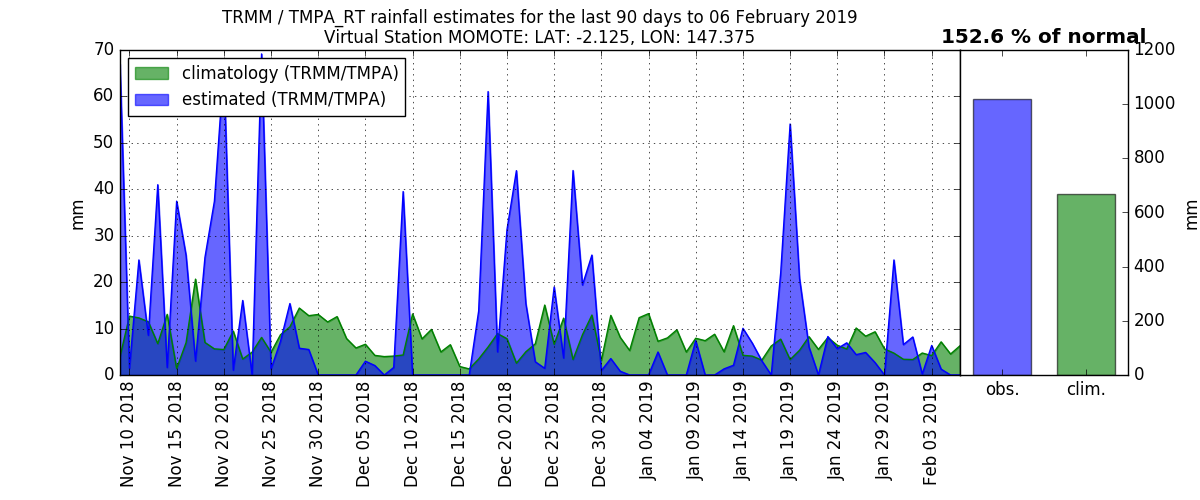 TRMM / TMPA_RT rainfall estimates for the last 90 days to 06 February 2019
Virtual Station MOMOTE: LAT: -2.125, LON: 147.375
152.6 % of normal
climatology (TRMM/TMPA)
estimated (TRMM/TMPA)
mm
70
60
50
40
30
20
10
0
Nov 10 2018
Nov 15 2018
Nov 20 2018
Nov 25 2018
Nov 30 2018
Dec 05 2018
Dec 10 2018
Dec 15 2018
Dec 20 2018
Dec 25 2018
Dec 30 2018
Jan 04 2019
Jan 09 2019
Jan 14 2019
Jan 19 2019
Jan 24 2019
Jan 29 2019
Feb 03 2019
obs.
clim.
1200
1000
800
600
400
200
0
mm